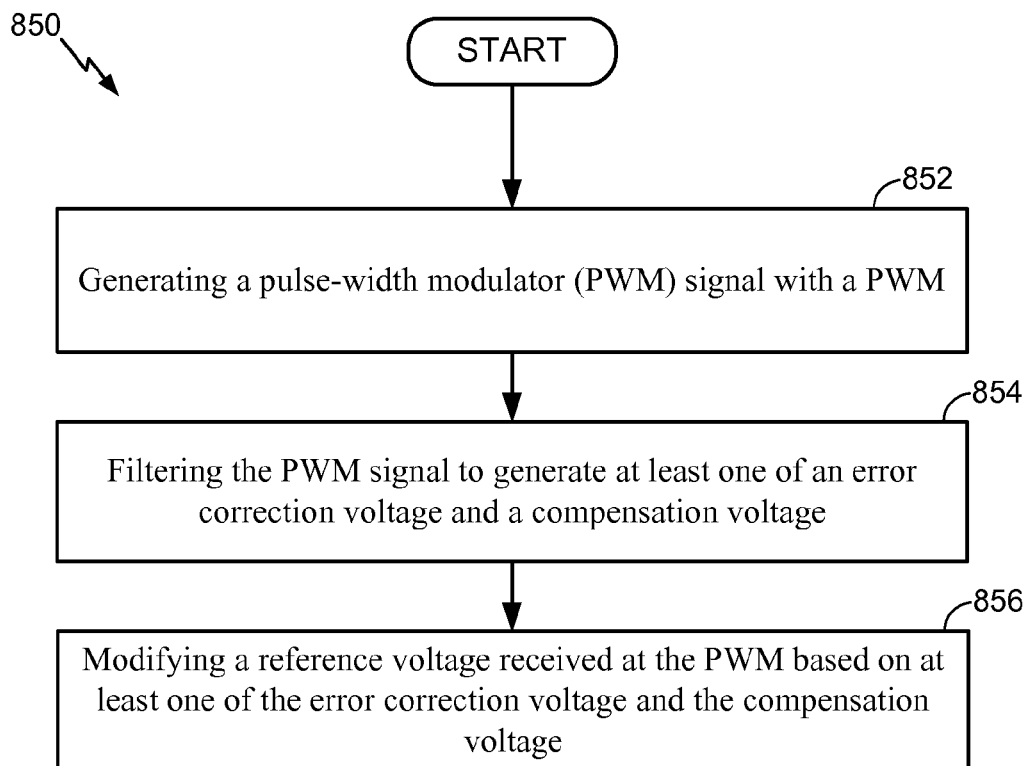 850
START
852
Generating a pulse-width modulator (PWM) signal with a PWM
854
Filtering the PWM signal to generate at least one of an error
correction voltage and a compensation voltage
856
Modifying a reference voltage received at the PWM based on at
least one of the error correction voltage and the compensation
voltage